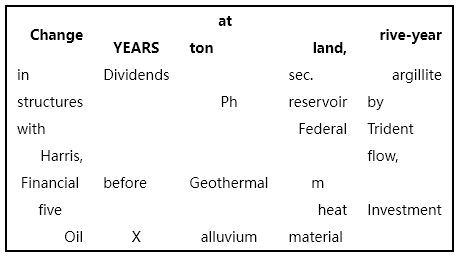 Change YEARS at ton land, rive-year
in Dividends sec. argillite
structures Ph reservoir by
with Federal Trident
Harris, flow,
Financial before Geothermal m
five heat Investment
Oil X alluvium material